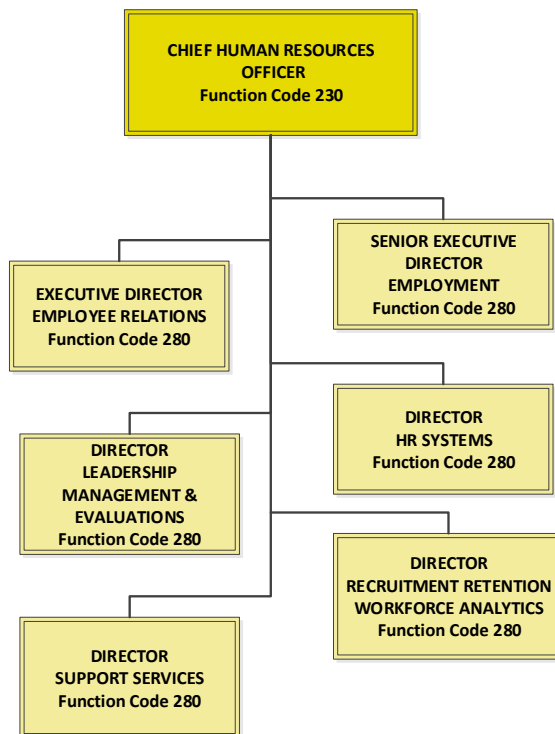 CHIEF HUMAN RESOURCES
OFFICER
Function Code 230
SENIOR EXECUTIVE
DIRECTOR
EMPLOYMENT
Function Code 280
EXECUTIVE DIRECTOR
EMPLOYEE RELATIONS
Function Code 280
DIRECTOR
HR SYSTEMS
Function Code 280
DIRECTOR
LEADERSHIP
MANAGEMENT &
EVALUATIONS
Function Code 280
DIRECTOR
RECRUITMENT RETENTION
WORKFORCE ANALYTICS
Function Code 280
DIRECTOR
SUPPORT SERVICES
Function Code 280